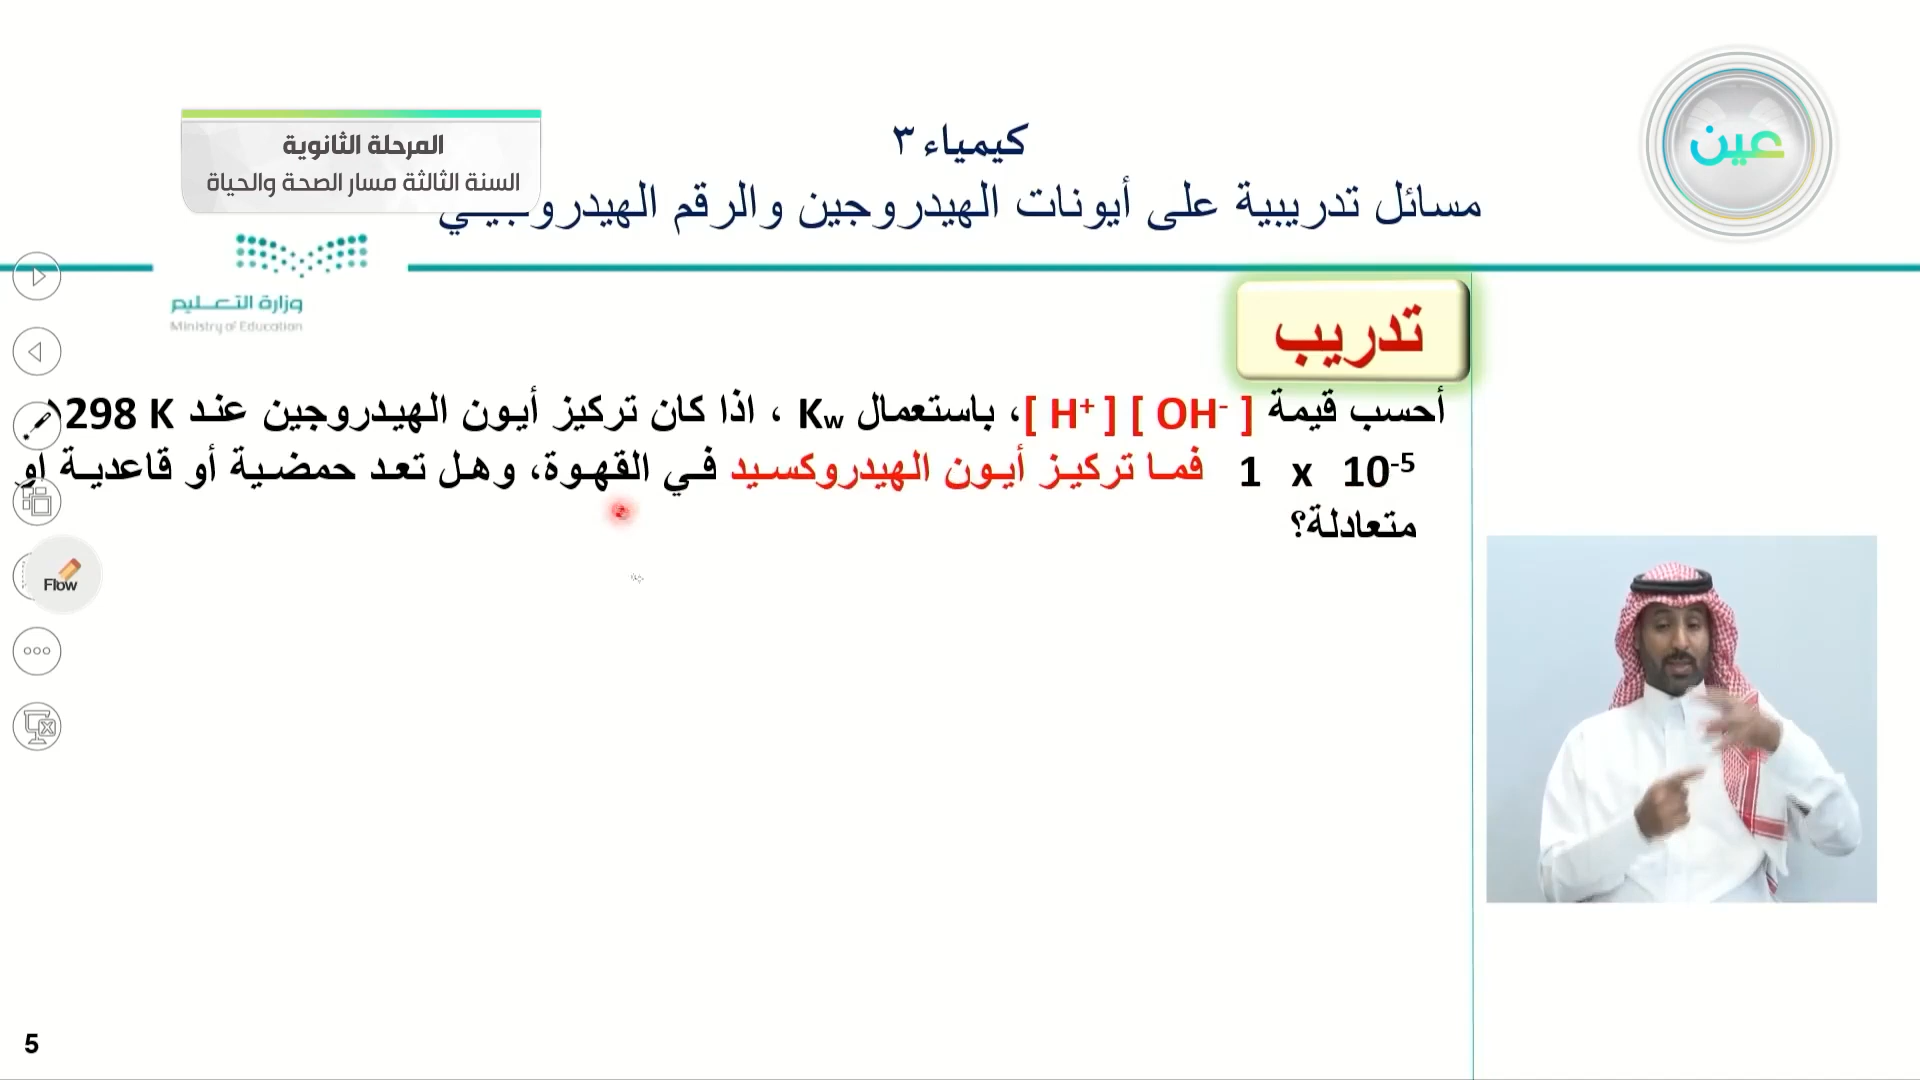 كيمياء ٣
المرحلة الثانوية
السنة الثالثة مسار الصحة والحياة
عين
مسائل تدريبية على أيونات الهيدروجين والرقم الهيدروجيني
وزارة التعليم
Ministry of Education
تدريب
أحسب قيمة [ OH⁻ ] [ H⁺ ]، باستعمال Kw ، اذا كان تركيز أيون الهيدروجين عند 298 K
1 x 10⁻⁵ فما تركيز أيون الهيدروكسيد في القهوة، وهل تعد حمضية أو قاعدية او
متعادلة؟
Flow
5